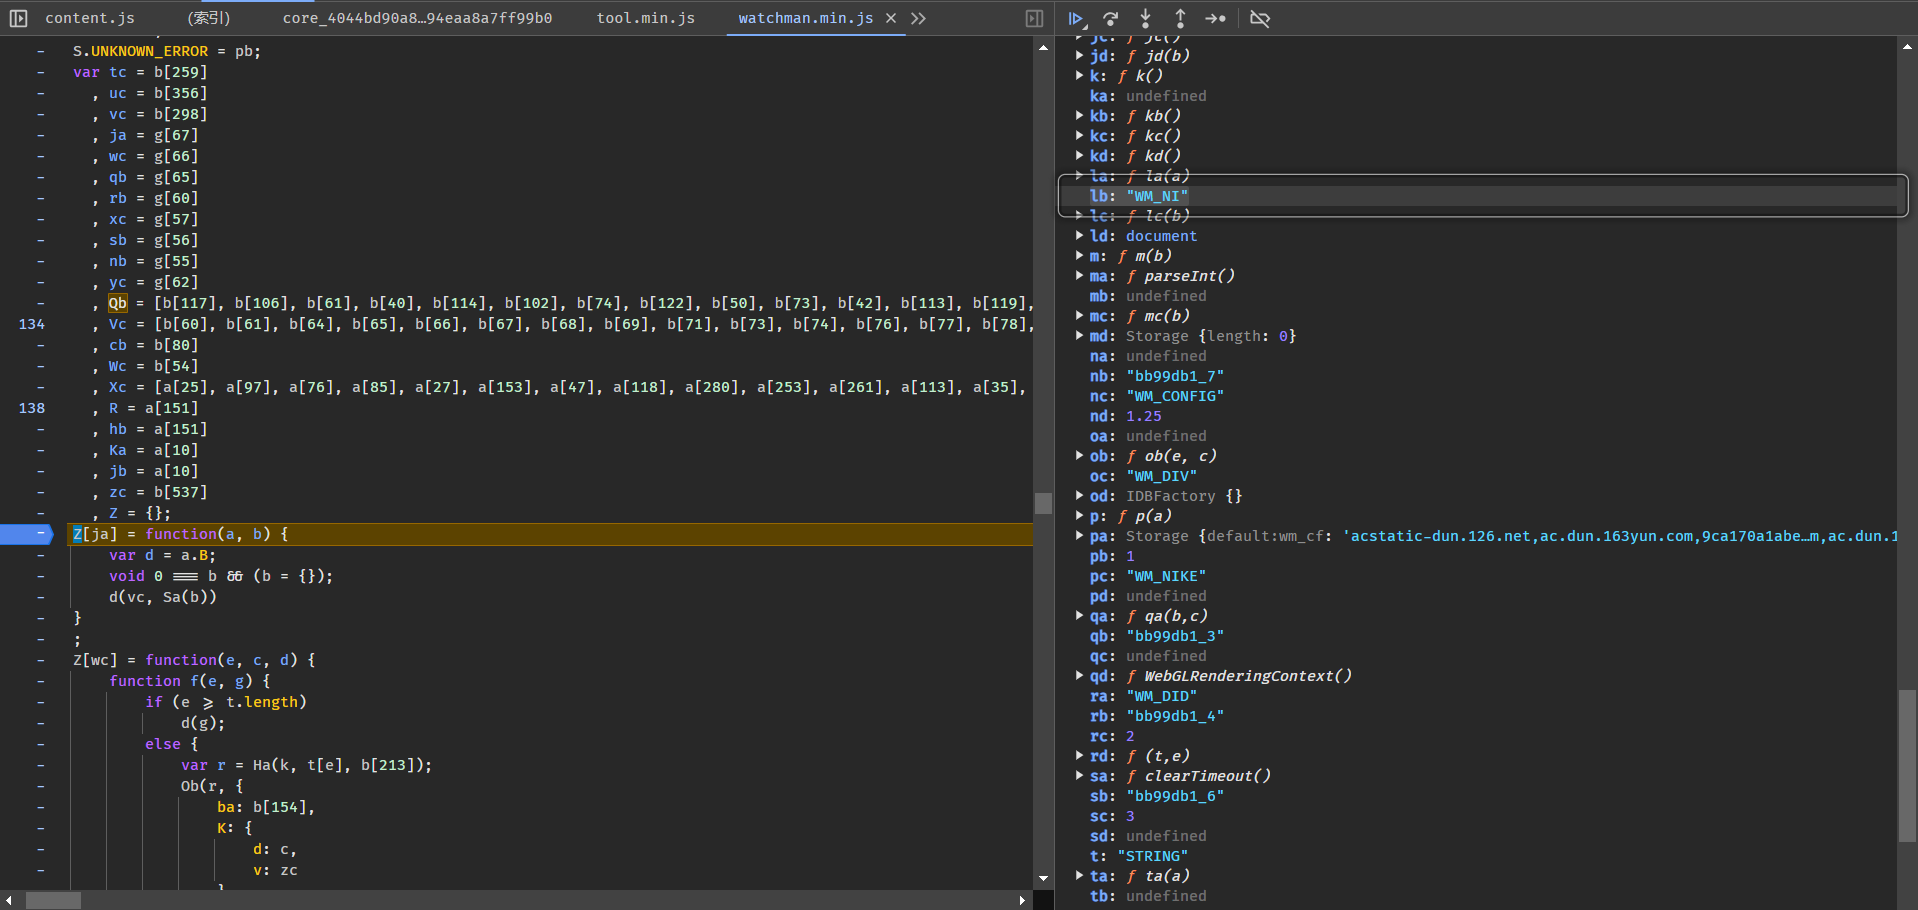 content.js (索引) core_4044bd90a8…94eaa8a7ff99b0 tool.min.js watchman.min.js
S.UNKNOWN_ERROR = pb;
var tc = b[259]
, uc = b[356]
, vc = b[298]
, ja = g[67]
, wc = g[66]
, qb = g[65]
, rb = g[60]
, xc = g[57]
, sb = g[56]
, nb = g[55]
, yc = g[62]
, Qb = [b[117], b[106], b[61], b[40], b[114], b[102], b[74], b[122], b[50], b[73], b[42], b[113], b[119],
134 , Vc = [b[60], b[61], b[64], b[65], b[66], b[67], b[68], b[69], b[71], b[73], b[74], b[76], b[77], b[78],
, cb = b[80]
, Wc = b[54]
, Xc = [a[25], a[97], a[76], a[85], a[27], a[153], a[47], a[118], a[280], a[253], a[261], a[113], a[35],
138 , R = a[151]
, hb = a[151]
, Ka = a[10]
, jb = a[10]
, zc = b[537]
, Z = {};
Z[ja] = function(a, b) {
var d = a.B;
void 0 === b && (b = {});
d(vc, Sa(b))
}
;
Z[wc] = function(e, c, d) {
function f(e, g) {
if (e >= t.length)
d(g);
else {
var r = Ha(k, t[e], b[213]);
Ob(r, {
ba: b[154],
K: {
d: c,
v: zc
jc: ƒ jc()
jd: ƒ jd(b)
k: ƒ k()
ka: undefined
kb: ƒ kb()
kc: ƒ kc()
kd: ƒ kd()
la: ƒ la(a)
lb: "WM_NI"
lc: ƒ lc(b)
ld: document
m: ƒ m(b)
ma: ƒ parseInt()
mb: undefined
mc: ƒ mc(b)
md: Storage {length: 0}
na: undefined
nb: "bb99db1_7"
nc: "WM_CONFIG"
nd: 1.25
oa: undefined
ob: ƒ ob(e, c)
oc: "WM_DIV"
od: IDBFactory {}
p: ƒ p(a)
pa: Storage {default:wm_cf: 'acstatic-dun.126.net,ac.dun.163yun.com,9ca170a1abe…m,ac.dun.1
pb: 1
pc: "WM_NIKE"
pd: undefined
qa: ƒ qa(b,c)
qb: "bb99db1_3"
qc: undefined
qd: ƒ WebGLRenderingContext()
ra: "WM_DID"
rb: "bb99db1_4"
rc: 2
rd: ƒ (t,e)
sa: ƒ clearTimeout()
sb: "bb99db1_6"
sc: 3
sd: undefined
t: "STRING"
ta: ƒ ta(a)
tb: undefined